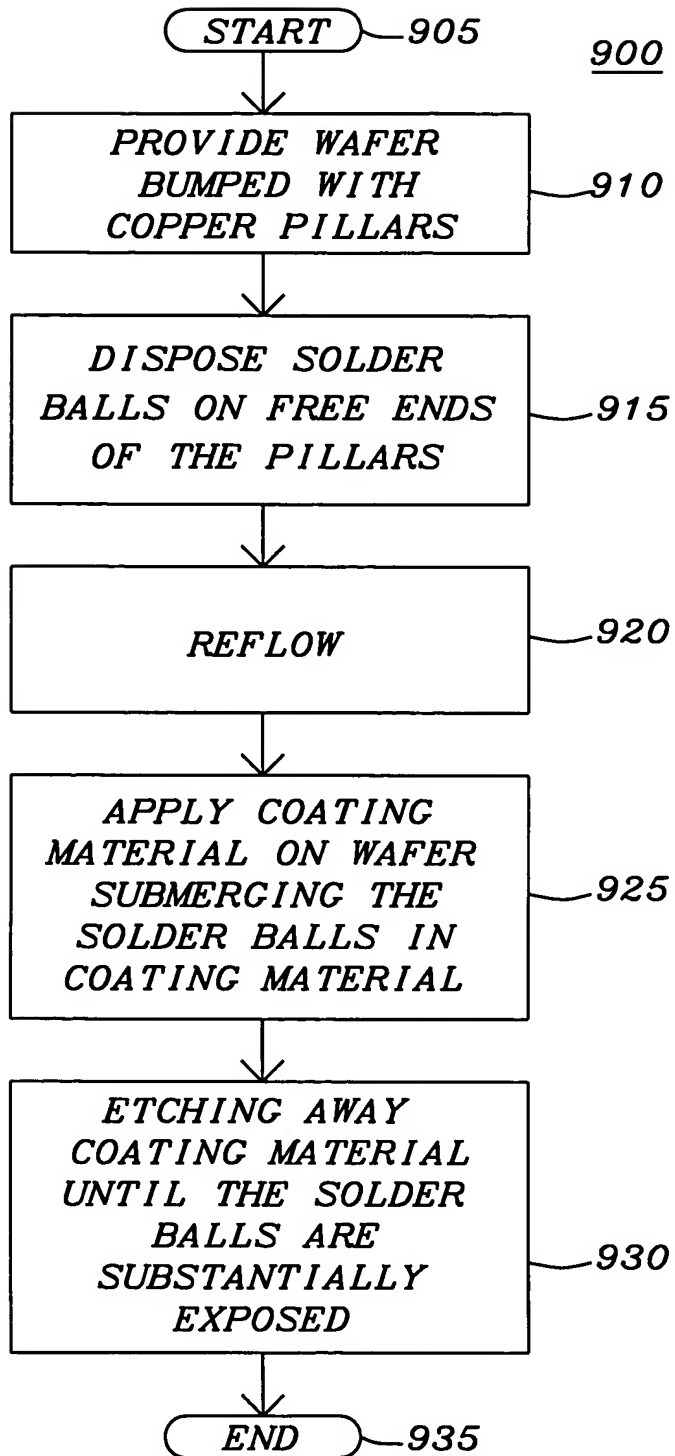 START 905
900
PROVIDE WAFER
BUMPED WITH
COPPER PILLARS
910
DISPOSE SOLDER
BALLS ON FREE ENDS
OF THE PILLARS
915
REFLOW
920
APPLY COATING
MATERIAL ON WAFER
SUBMERGING THE
SOLDER BALLS IN
COATING MATERIAL
925
ETCHING AWAY
COATING MATERIAL
UNTIL THE SOLDER
BALLS ARE
SUBSTANTIALLY
EXPOSED
930
END 935